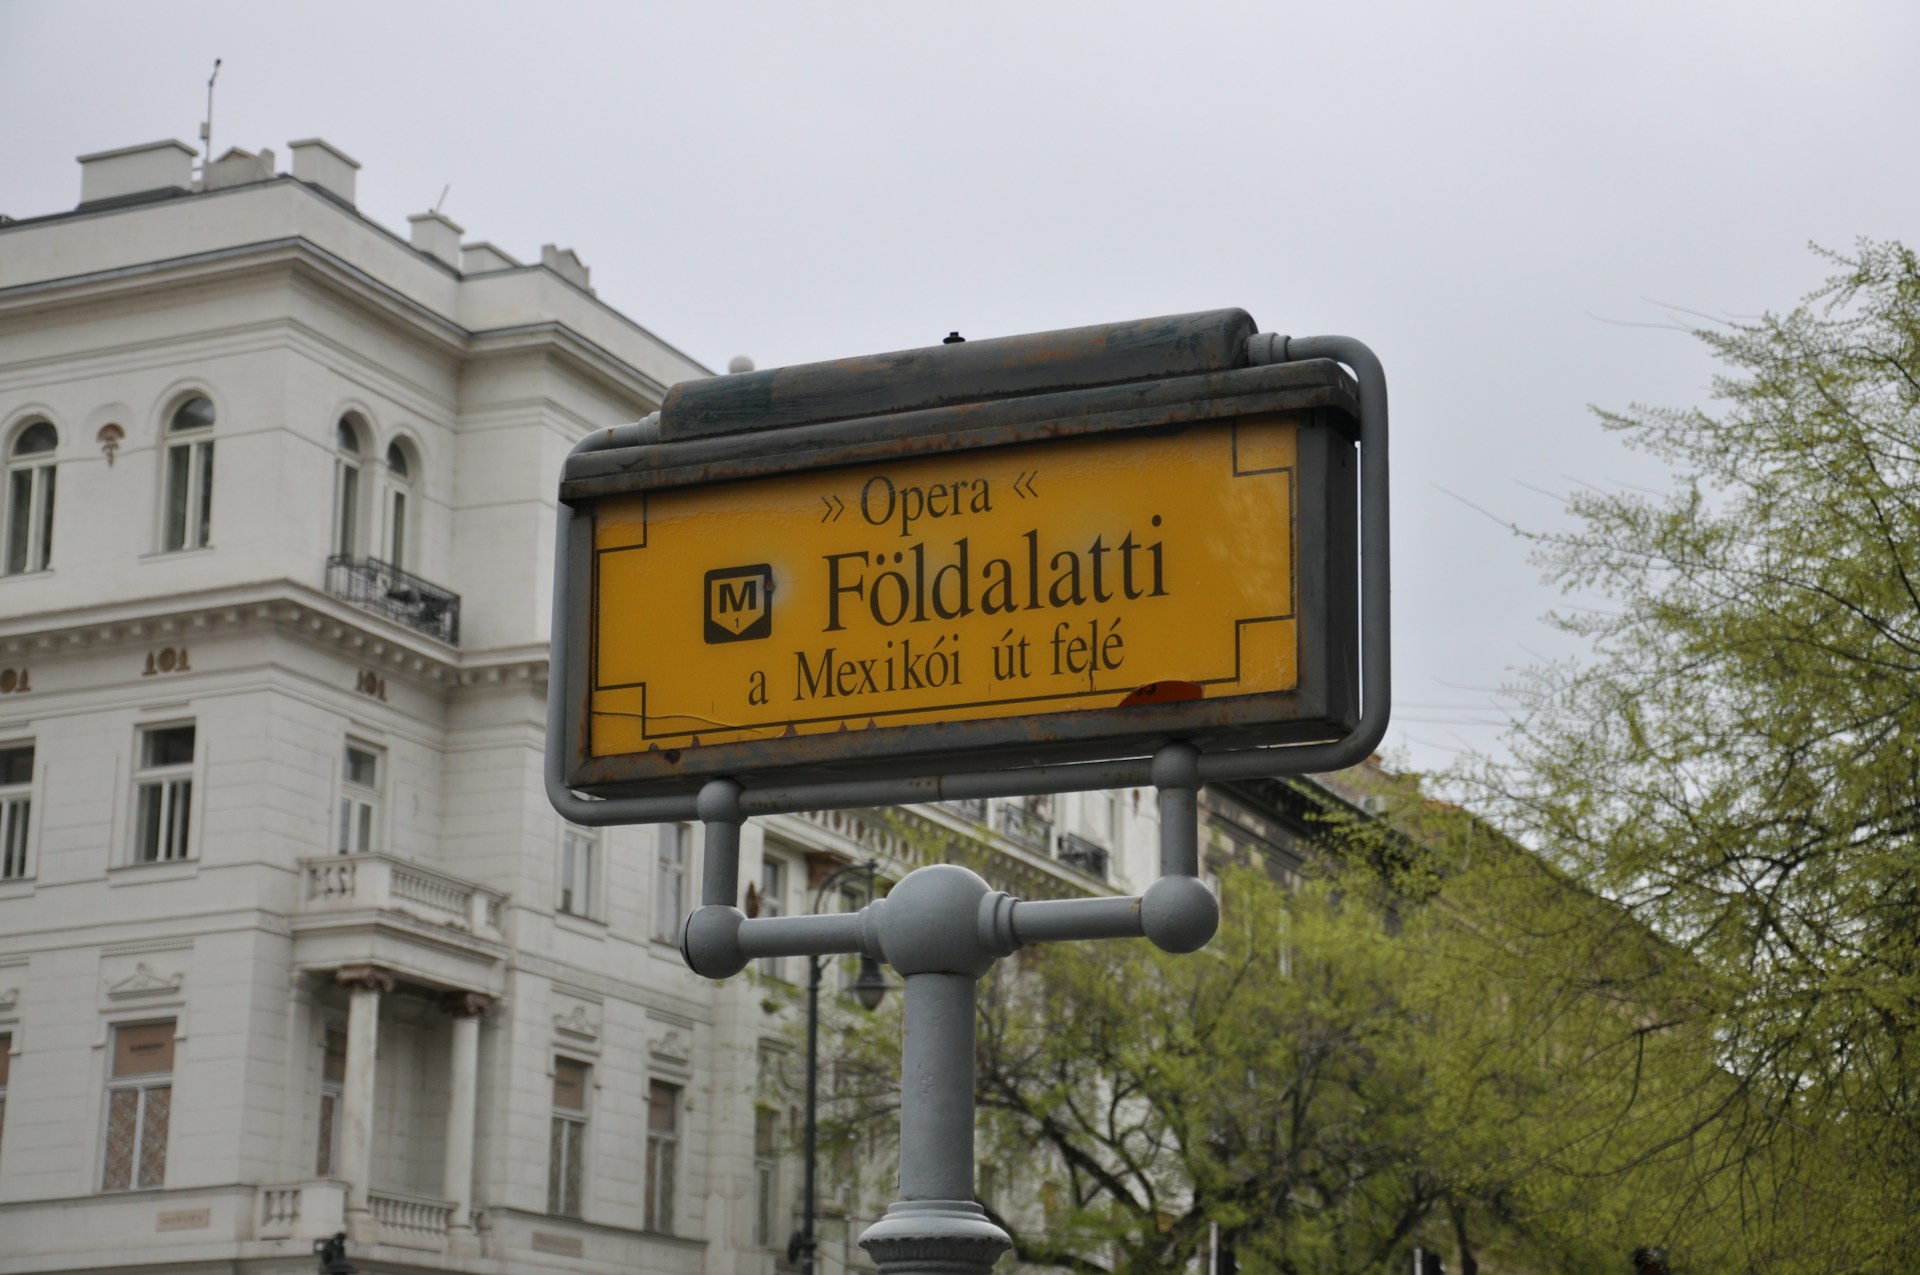 » Opera «
M
1
Földalatti
a Mexikói út felé